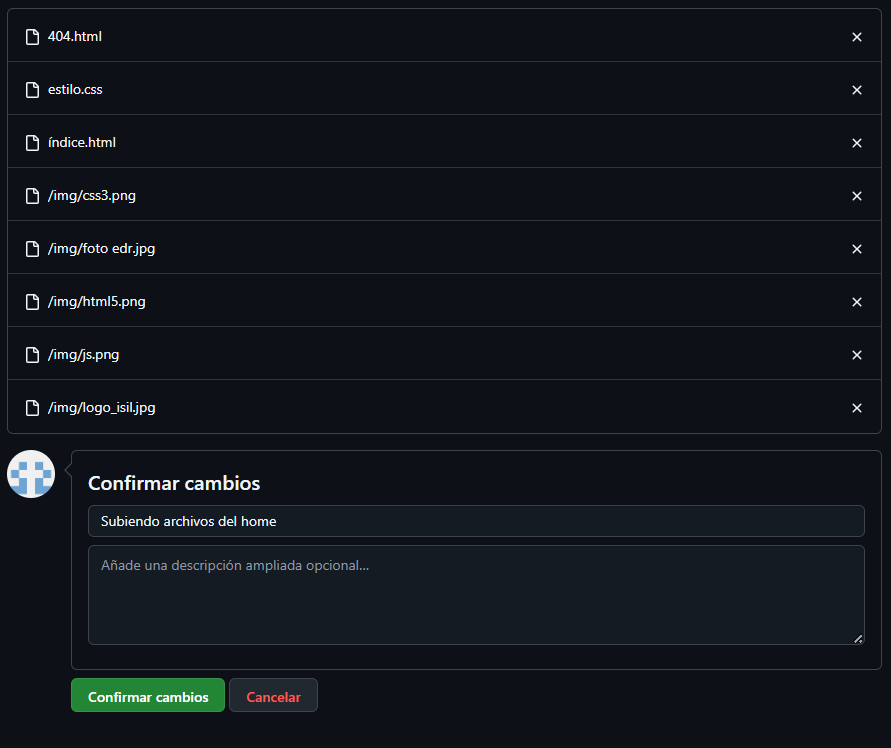 404.html
estilo.css
índice.html
/img/css3.png
/img/foto edr.jpg
/img/html5.png
/img/js.png
/img/logo_isil.jpg
Confirmar cambios
Subiendo archivos del home
Añade una descripción ampliada opcional...
Confirmar cambios Cancelar